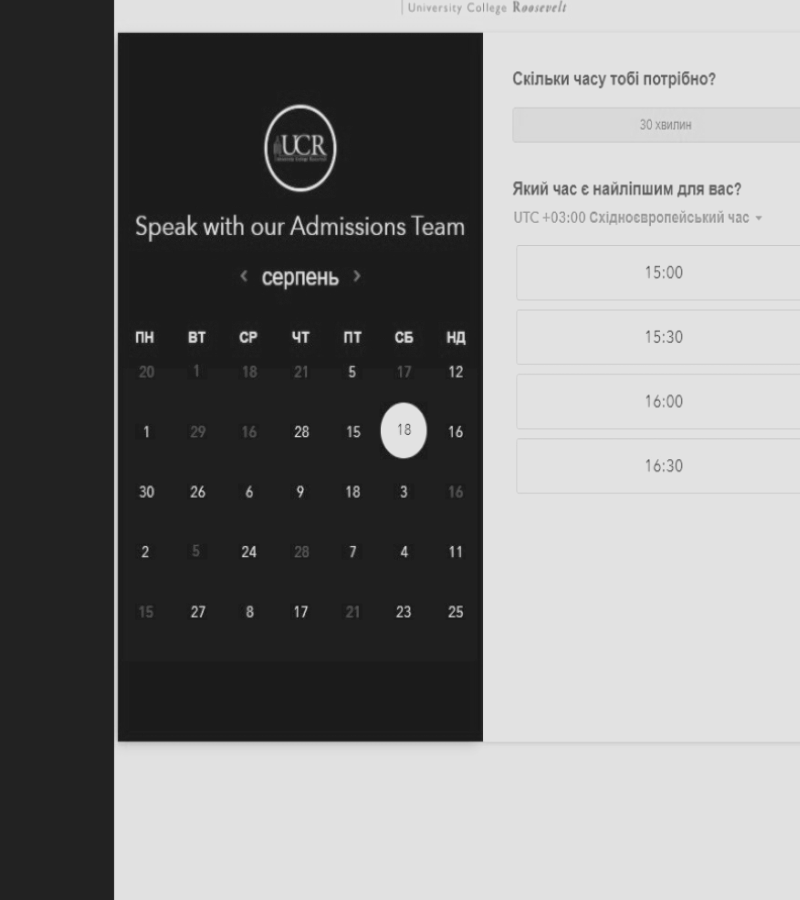 University College Roosevelt
UCR
Speak with our Admissions Team
‹ серпень ›
ПН ВТ СР ЧТ ПТ СБ НД
20 1 18 21 5 17 12
1 29 16 28 15 18 16
30 26 6 9 18 3 16
2 5 24 28 7 4 11
15 27 8 17 21 23 25
Скільки часу тобі потрібно?
30 хвилин
Який час є найліпшим для вас?
UTC +03:00 Східноєвропейський час
15:00
15:30
16:00
16:30